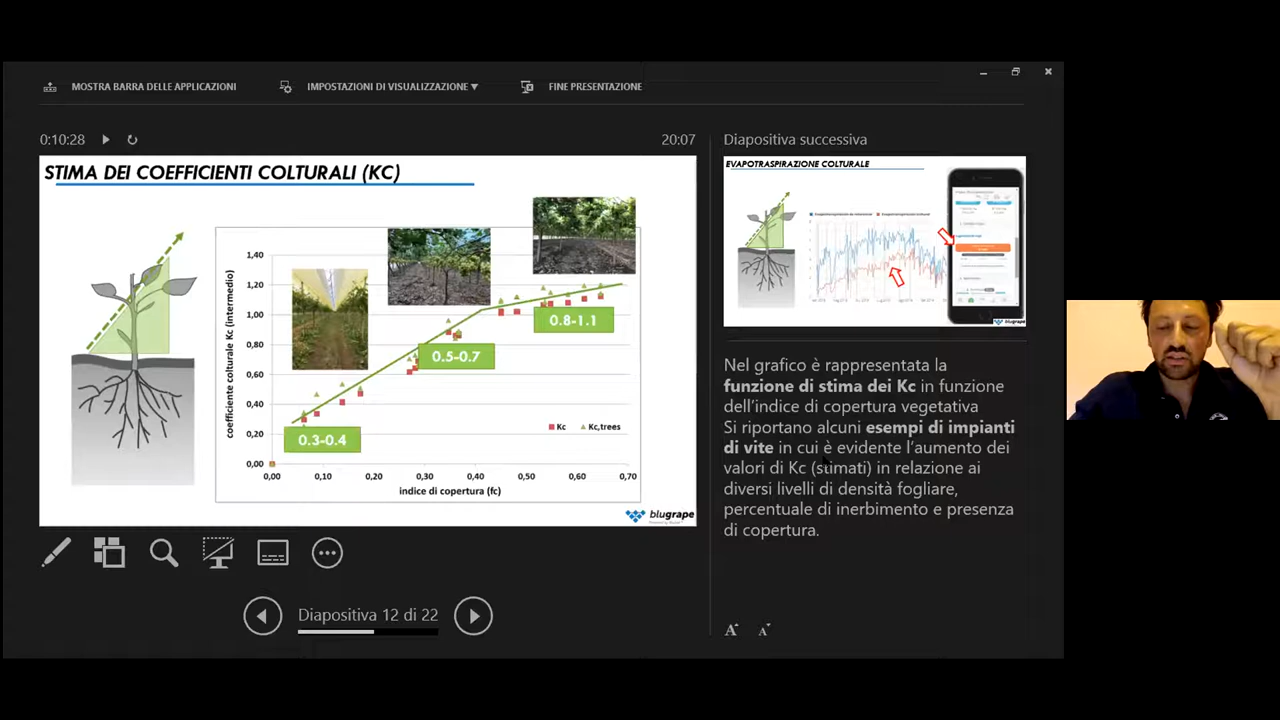 MOSTRA BARRA DELLE APPLICAZIONI
IMPOSTAZIONI DI VISUALIZZAZIONE
FINE PRESENTAZIONE
0:10:28
20:07
STIMA DEI COEFFICIENTI COLTURALI (KC)
coefficiente colturale Kc (intermedio)
1,40
1,20
1,00
0,80
0,60
0,40
0,20
0,00
0.3-0.4
0.5-0.7
0.8-1.1
Kc
Kc,trees
0,00 0,10 0,20 0,30 0,40 0,50 0,60 0,70
indice di copertura (fc)
blugrape
Diapositiva 12 di 22
Diapositiva successiva
EVAPOTRASPIRAZIONE COLTURALE
blugrape
Nel grafico è rappresentata la
funzione di stima dei Kc in funzione
dell'indice di copertura vegetativa
Si riportano alcuni esempi di impianti
di vite in cui è evidente l'aumento dei
valori di Kc (stimati) in relazione ai
diversi livelli di densità fogliare,
percentuale di inerbimento e presenza
di copertura.
A A